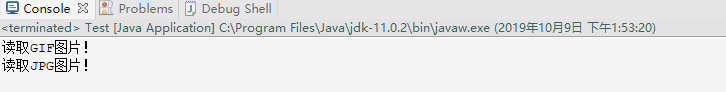 Console Problems Debug Shell
<terminated> Test [Java Application] C:\Program Files\Java\jdk-11.0.2\bin\javaw.exe (2019年10月9日 下午1:53:20)
读取GIF图片!
读取JPG图片!